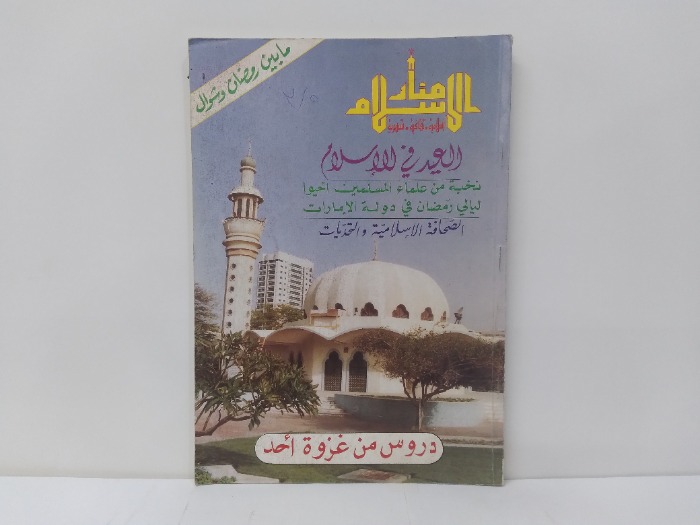 ما بين رمضان وشوال
منار
الإسلام
العيد في الإسلام
نخبة من علماء المسلمين أحيوا
ليالي رمضان في دولة الإمارات
الصحافة الإسلامية والتحديات
دروس من غزوة أحد